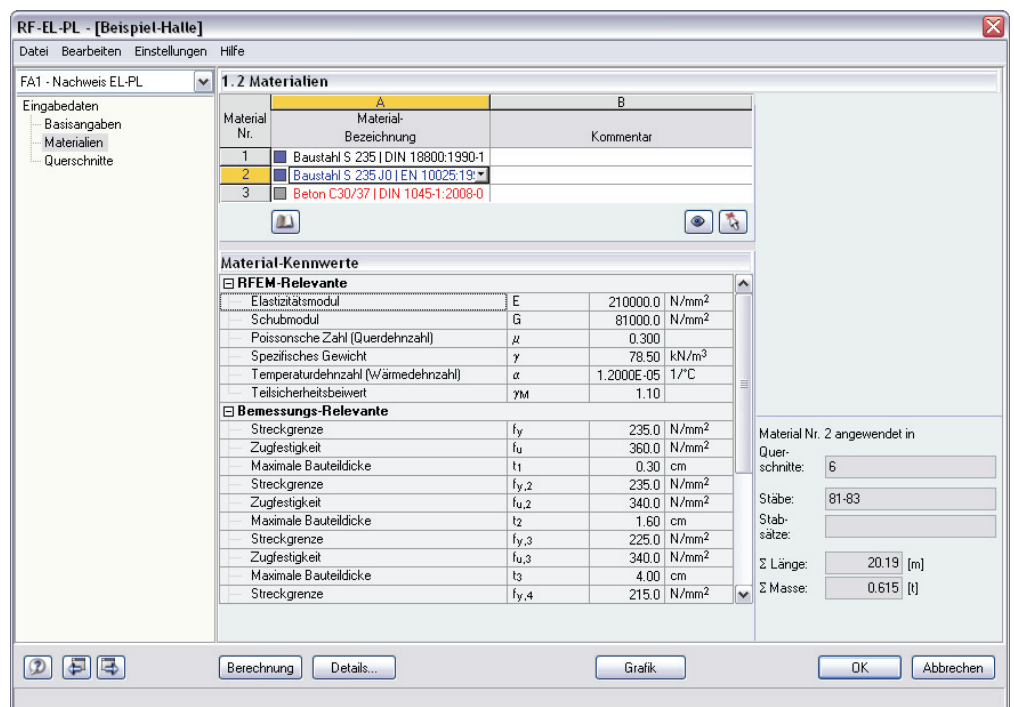 RF-EL-PL - [Beispiel-Halle]
Datei Bearbeiten Einstellungen Hilfe
FA1 - Nachweis EL-PL
Eingabedaten
Basisangaben
Materialien
Querschnitte
1.2 Materialien
A B
Material Nr. Material-Bezeichnung Kommentar
1 Baustahl S 235 | DIN 18800:1990-1
2 Baustahl S 235 J0 | EN 10025:19
3 Beton C30/37 | DIN 1045-1:2008-0
Material-Kennwerte
RFEM-Relevante
Elastizitätsmodul E 210000.0 N/mm²
Schubmodul G 81000.0 N/mm²
Poissonsche Zahl (Querdehnzahl) μ 0.300
Spezifisches Gewicht γ 78.50 kN/m³
Temperaturdehnzahl (Wärmedehnzahl) α 1.2000E-05 1/°C
Teilsicherheitsbeiwert γM 1.10
Bemessungs-Relevante
Streckgrenze fy 235.0 N/mm²
Zugfestigkeit fu 360.0 N/mm²
Maximale Bauteildicke t1 0.30 cm
Streckgrenze fy,2 235.0 N/mm²
Zugfestigkeit fu,2 340.0 N/mm²
Maximale Bauteildicke t2 1.60 cm
Streckgrenze fy,3 225.0 N/mm²
Zugfestigkeit fu,3 340.0 N/mm²
Maximale Bauteildicke t3 4.00 cm
Streckgrenze fy,4 215.0 N/mm²
Material Nr. 2 angewendet in
Quer-
schnitte: 6
Stäbe: 81-83
Stab-
sätze:
Σ Länge: 20.19 [m]
Σ Masse: 0.615 [t]
Berechnung Details... Grafik OK Abbrechen